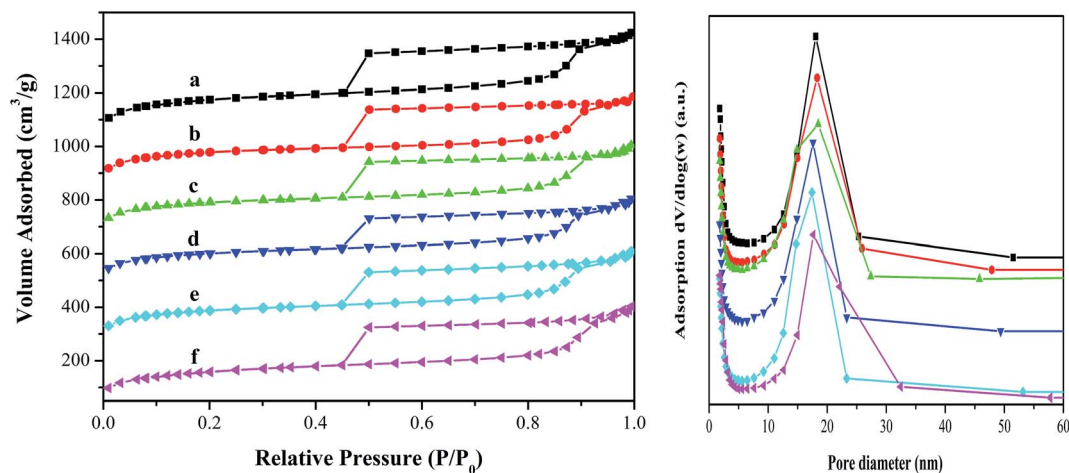 Volume Adsorbed (cm³/g)
1400
1200
1000
800
600
400
200
a
b
c
d
e
f
0.0 0.2 0.4 0.6 0.8 1.0
Relative Pressure (P/P₀)
Adsorption dV/dlog(w) (a.u.)
0 10 20 30 40 50 60
Pore diameter (nm)